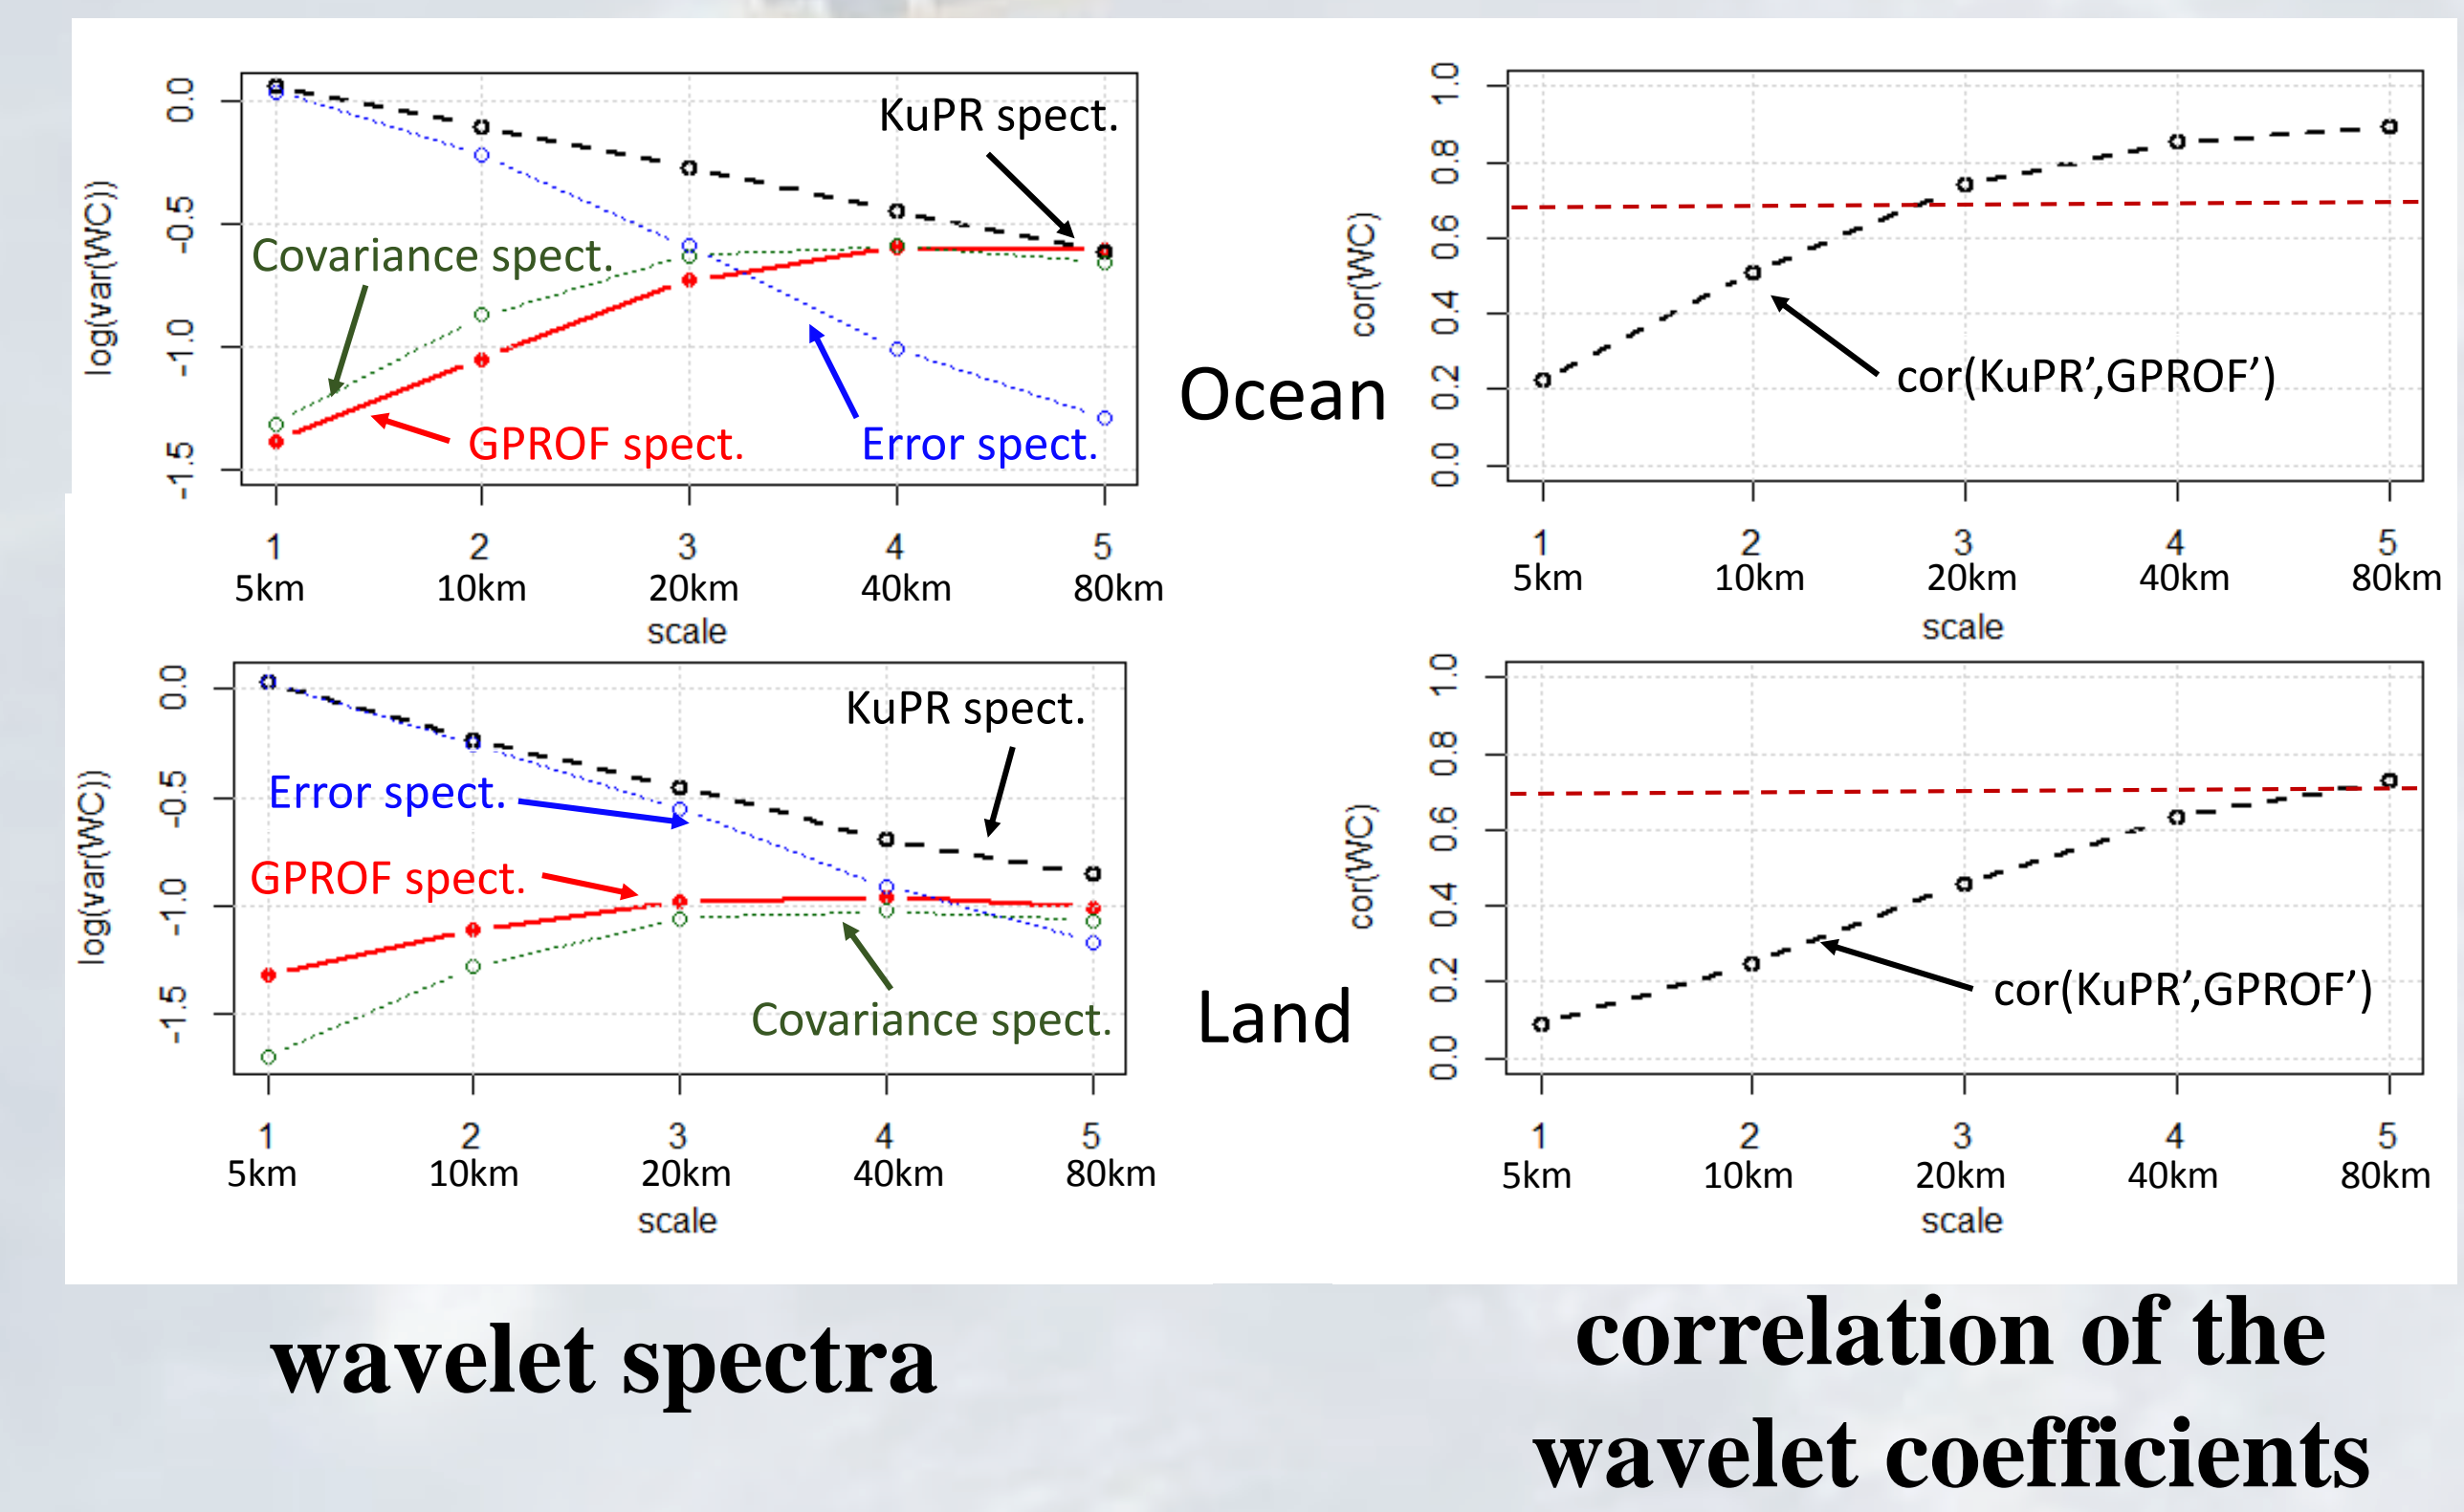 0.0
-0.5
-1.0
-1.5
log(var(WC))
KuPR spect.
Covariance spect.
GPROF spect.
Error spect.
1 2 3 4 5
5km 10km 20km 40km 80km
scale
Ocean
1.0
0.8
0.6
0.4
0.2
0.0
cor(WC)
cor(KuPR’,GPROF’)
1 2 3 4 5
5km 10km 20km 40km 80km
scale
0.0
-0.5
-1.0
-1.5
log(var(WC))
KuPR spect.
Error spect.
GPROF spect.
Covariance spect.
1 2 3 4 5
5km 10km 20km 40km 80km
scale
Land
1.0
0.8
0.6
0.4
0.2
0.0
cor(WC)
cor(KuPR’,GPROF’)
1 2 3 4 5
5km 10km 20km 40km 80km
scale
wavelet spectra
correlation of the
wavelet coefficients